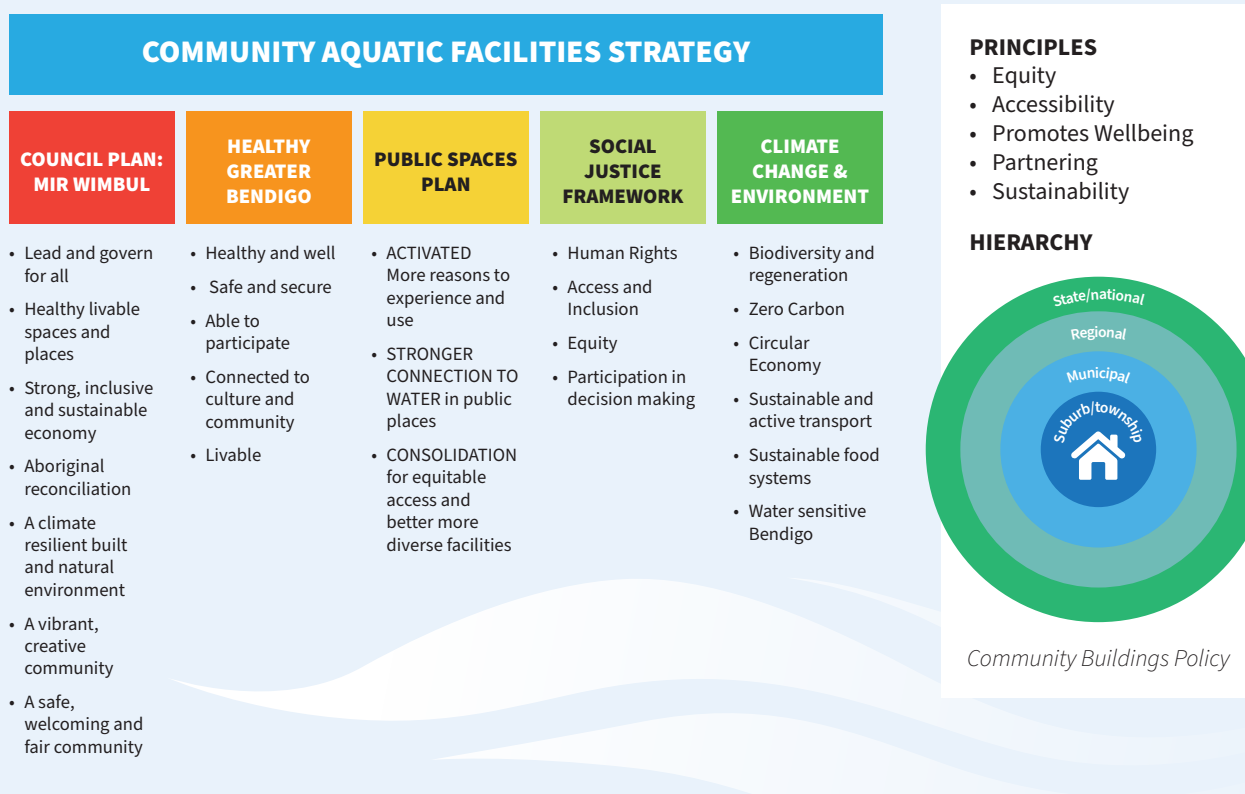 COMMUNITY AQUATIC FACILITIES STRATEGY
COUNCIL PLAN:
MIR WIMBUL
• Lead and govern
for all
• Healthy livable
spaces and
places
• Strong, inclusive
and sustainable
economy
• Aboriginal
reconciliation
• A climate
resilient built
and natural
environment
• A vibrant,
creative
community
• A safe,
welcoming and
fair community
HEALTHY
GREATER
BENDIGO
• Healthy and well
• Safe and secure
• Able to
participate
• Connected to
culture and
community
• Livable
PUBLIC SPACES
PLAN
• ACTIVATED
More reasons to
experience and
use
• STRONGER
CONNECTION TO
WATER in public
places
• CONSOLIDATION
for equitable
access and
better more
diverse facilities
SOCIAL
JUSTICE
FRAMEWORK
• Human Rights
• Access and
Inclusion
• Equity
• Participation in
decision making
CLIMATE
CHANGE &
ENVIRONMENT
• Biodiversity and
regeneration
• Zero Carbon
• Circular
Economy
• Sustainable and
active transport
• Sustainable food
systems
• Water sensitive
Bendigo
PRINCIPLES
• Equity
• Accessibility
• Promotes Wellbeing
• Partnering
• Sustainability
HIERARCHY
State/national
Regional
Municipal
Suburb/township
Community Buildings Policy